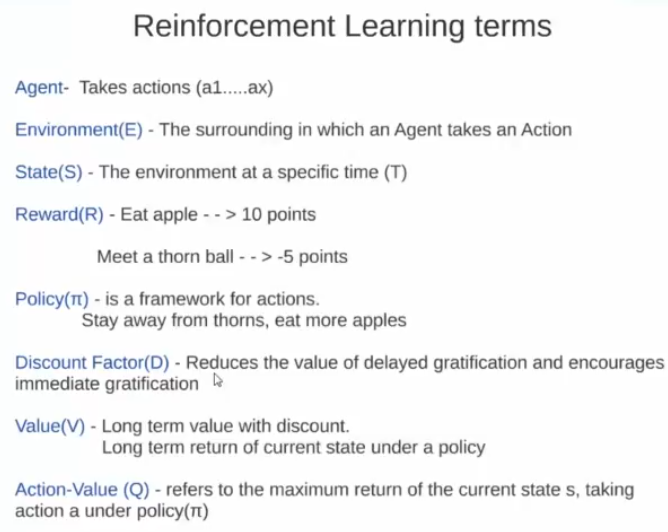 Reinforcement Learning terms
Agent- Takes actions (a1.....ax)
Environment(E) - The surrounding in which an Agent takes an Action
State(S) - The environment at a specific time (T)
Reward(R) - Eat apple - - > 10 points
Meet a thorn ball - - > -5 points
Policy(π) - is a framework for actions.
Stay away from thorns, eat more apples
Discount Factor(D) - Reduces the value of delayed gratification and encourages
immediate gratification
Value(V) - Long term value with discount.
Long term return of current state under a policy
Action-Value (Q) - refers to the maximum return of the current state s, taking
action a under policy(π)